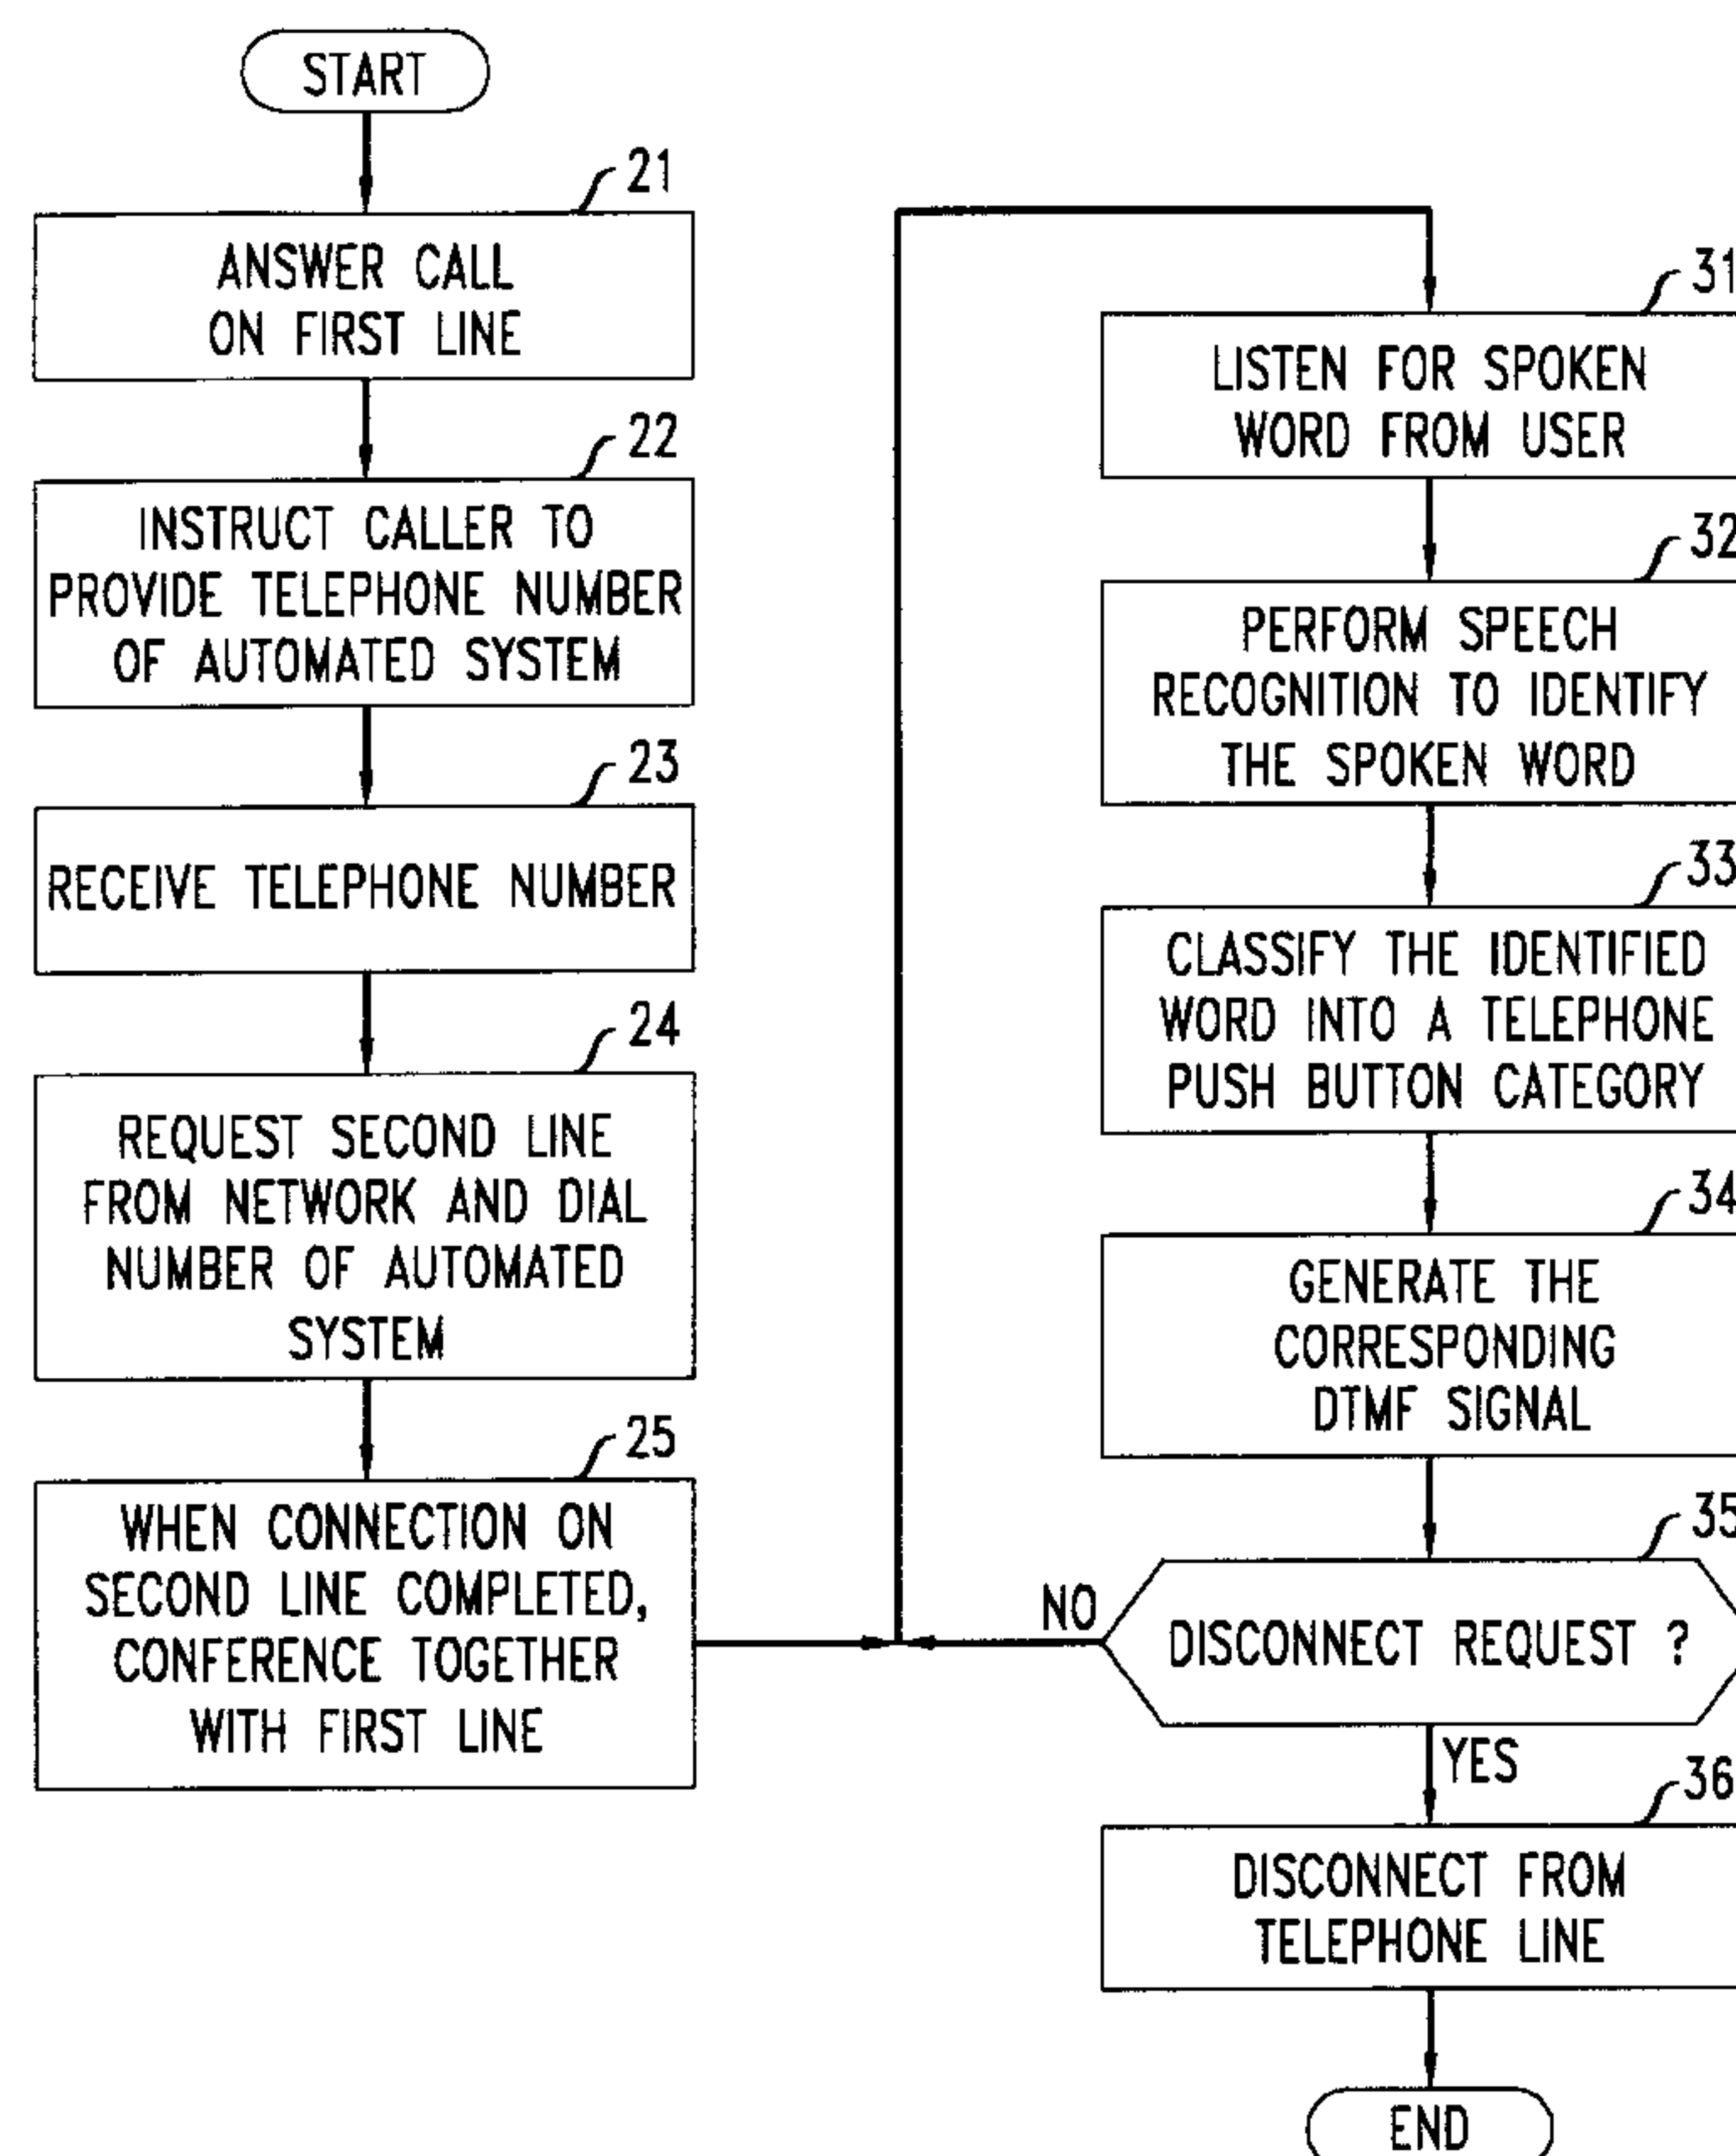 START
21
ANSWER CALL
ON FIRST LINE
22
INSTRUCT CALLER TO
PROVIDE TELEPHONE NUMBER
OF AUTOMATED SYSTEM
23
RECEIVE TELEPHONE NUMBER
24
REQUEST SECOND LINE
FROM NETWORK AND DIAL
NUMBER OF AUTOMATED
SYSTEM
25
WHEN CONNECTION ON
SECOND LINE COMPLETED,
CONFERENCE TOGETHER
WITH FIRST LINE
31
LISTEN FOR SPOKEN
WORD FROM USER
32
PERFORM SPEECH
RECOGNITION TO IDENTIFY
THE SPOKEN WORD
33
CLASSIFY THE IDENTIFIED
WORD INTO A TELEPHONE
PUSH BUTTON CATEGORY
34
GENERATE THE
CORRESPONDING
DTMF SIGNAL
35
NO
DISCONNECT REQUEST ?
YES
36
DISCONNECT FROM
TELEPHONE LINE
END